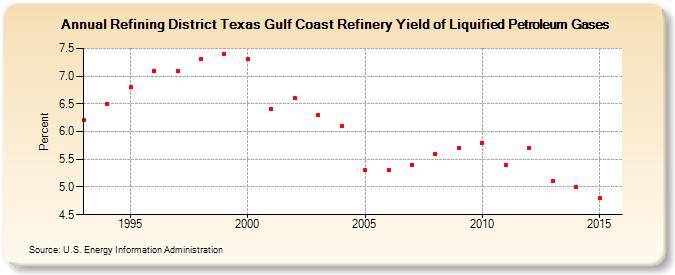 Annual Refining District Texas Gulf Coast Refinery Yield of Liquified Petroleum Gases
Percent
7.5
7.0
6.5
6.0
5.5
5.0
4.5
1995 2000 2005 2010 2015
Source: U.S. Energy Information Administration